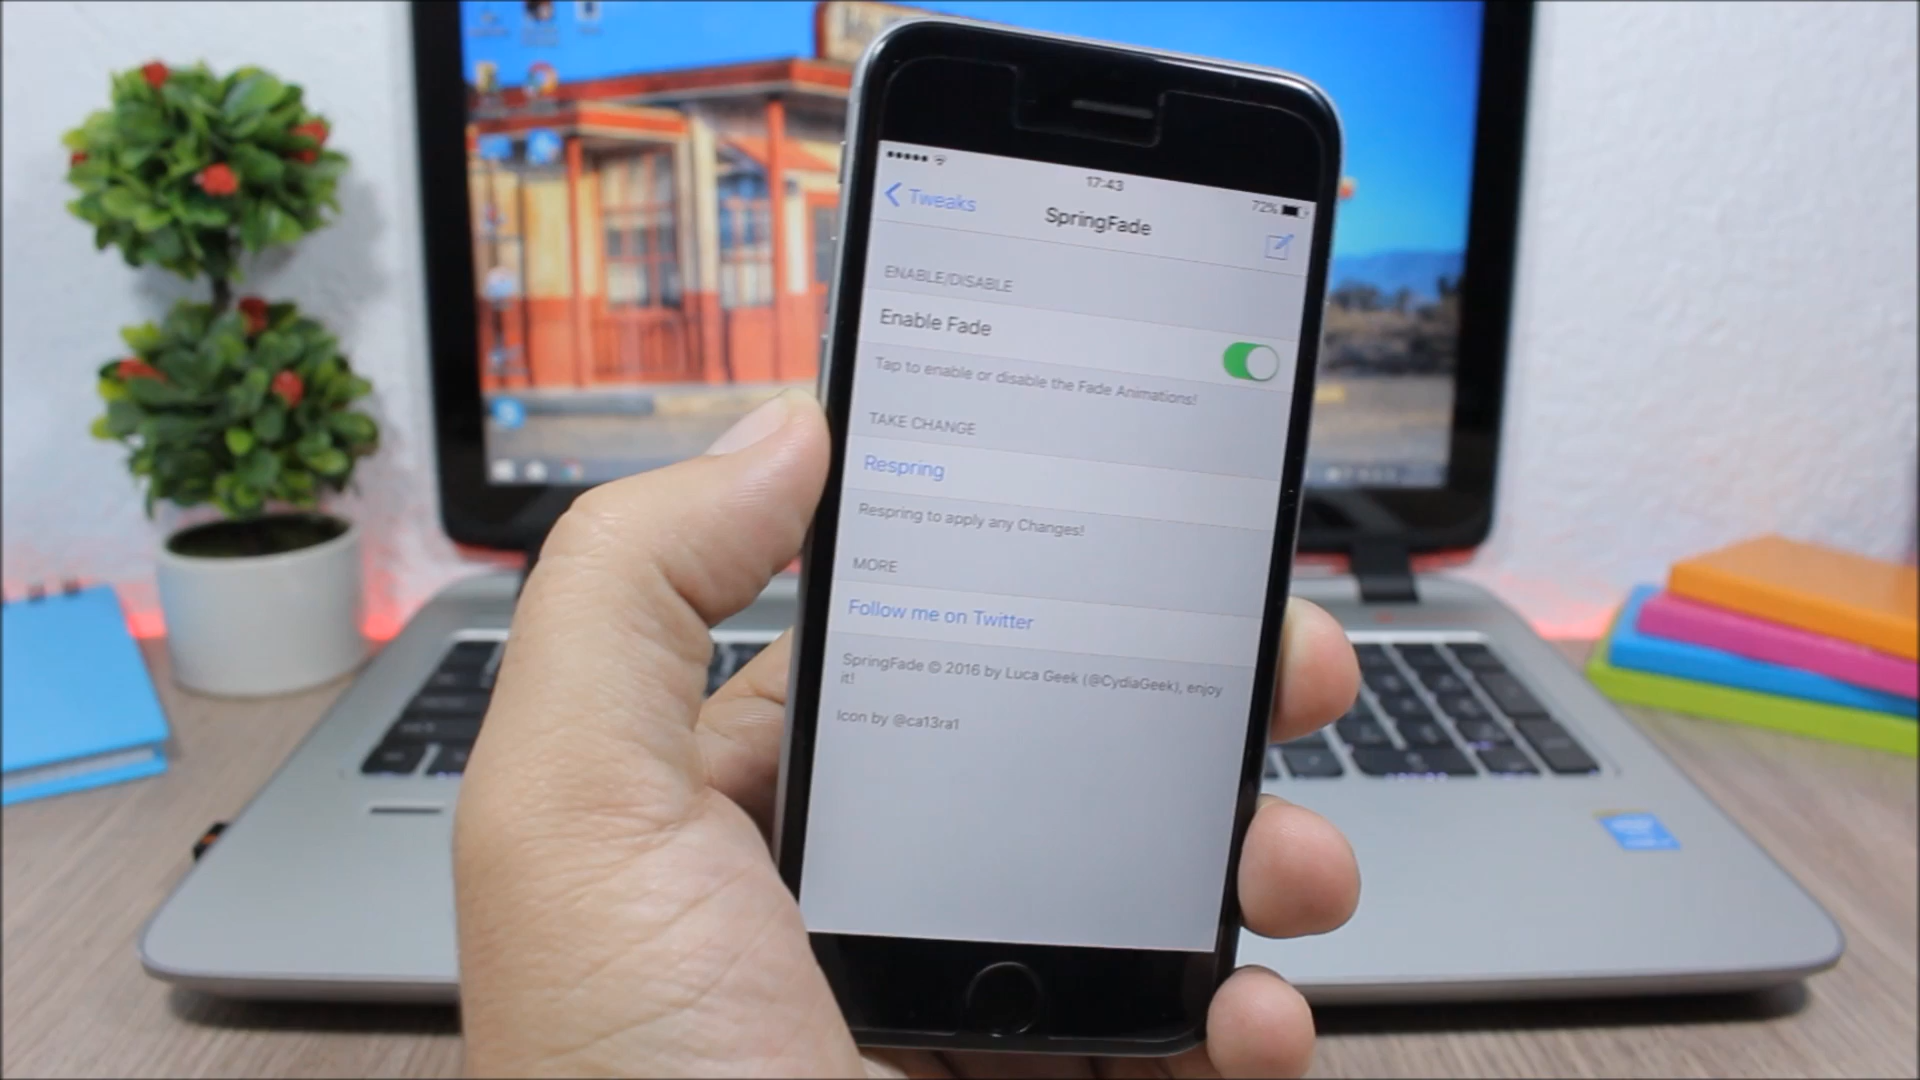 17:43
72%
Tweaks
SpringFade
ENABLE/DISABLE
Enable Fade
Tap to enable or disable the Fade Animations!
TAKE CHANGE
Respring
Respring to apply any Changes!
MORE
Follow me on Twitter
SpringFade © 2016 by Luca Geek (@CydiaGeek), enjoy
it!
Icon by @ca13ra1